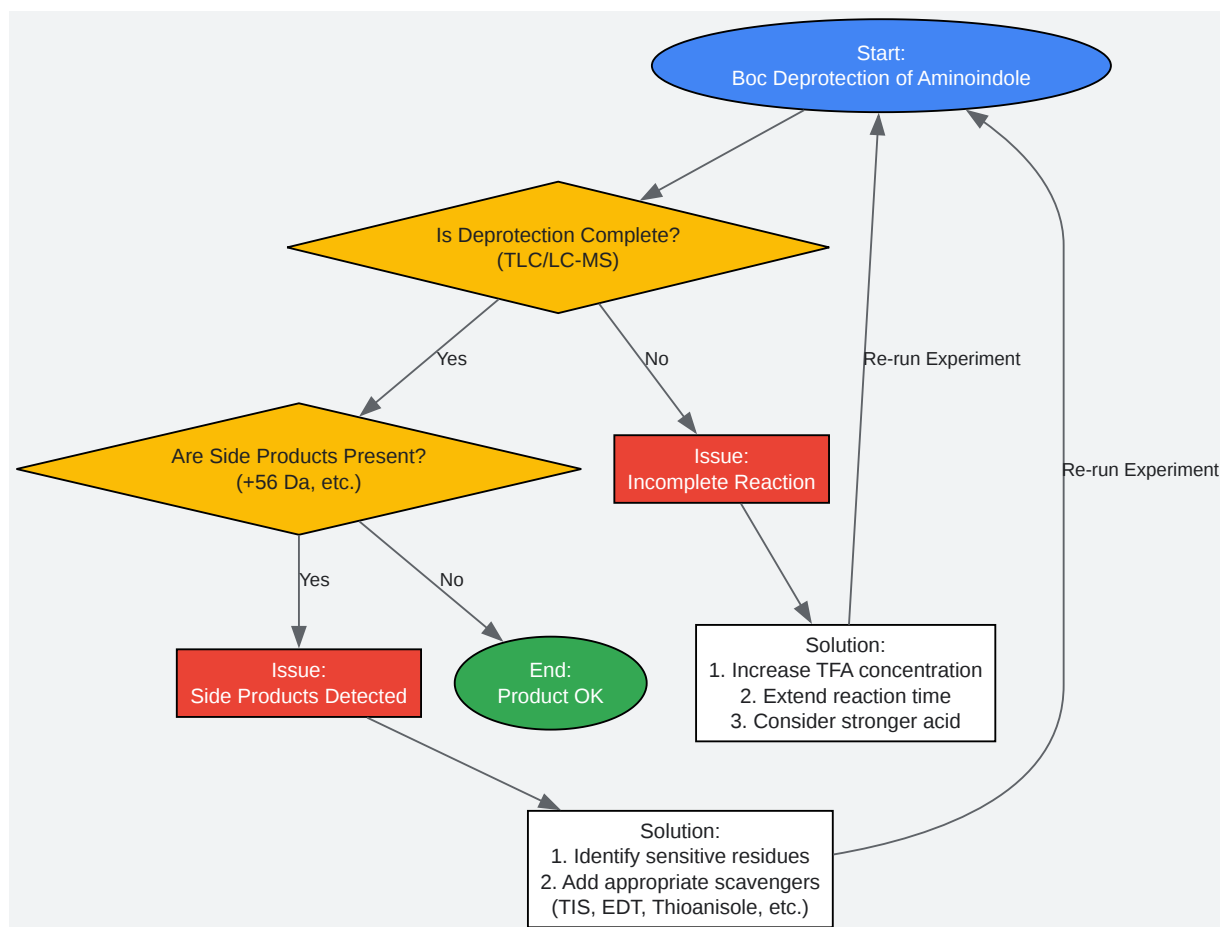 Start:
Boc Deprotection of Aminoindole
Is Deprotection Complete?
(TLC/LC-MS)
Yes
No
Re-run Experiment
Are Side Products Present?
(+56 Da, etc.)
Issue:
Incomplete Reaction
Re-run Experiment
Yes
No
Issue:
Side Products Detected
End:
Product OK
Solution:
1. Increase TFA concentration
2. Extend reaction time
3. Consider stronger acid
Solution:
1. Identify sensitive residues
2. Add appropriate scavengers
(TIS, EDT, Thioanisole, etc.)